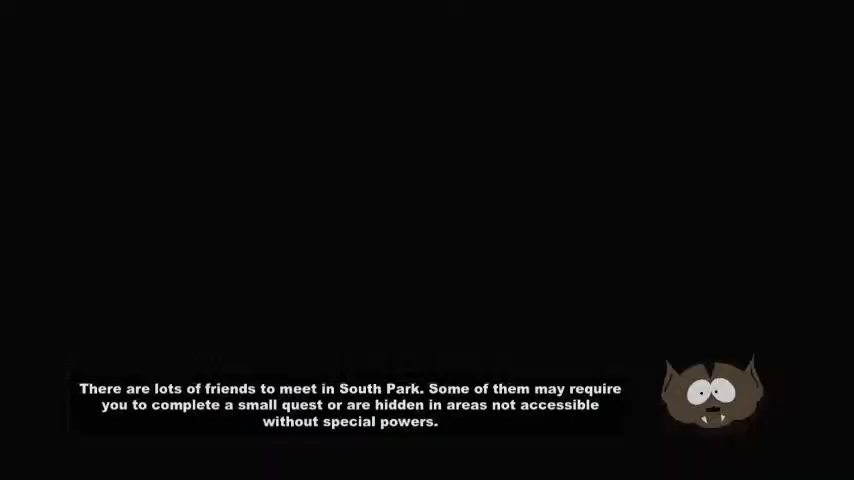 There are lots of friends to meet in South Park. Some of them may require
you to complete a small quest or are hidden in areas not accessible
without special powers.